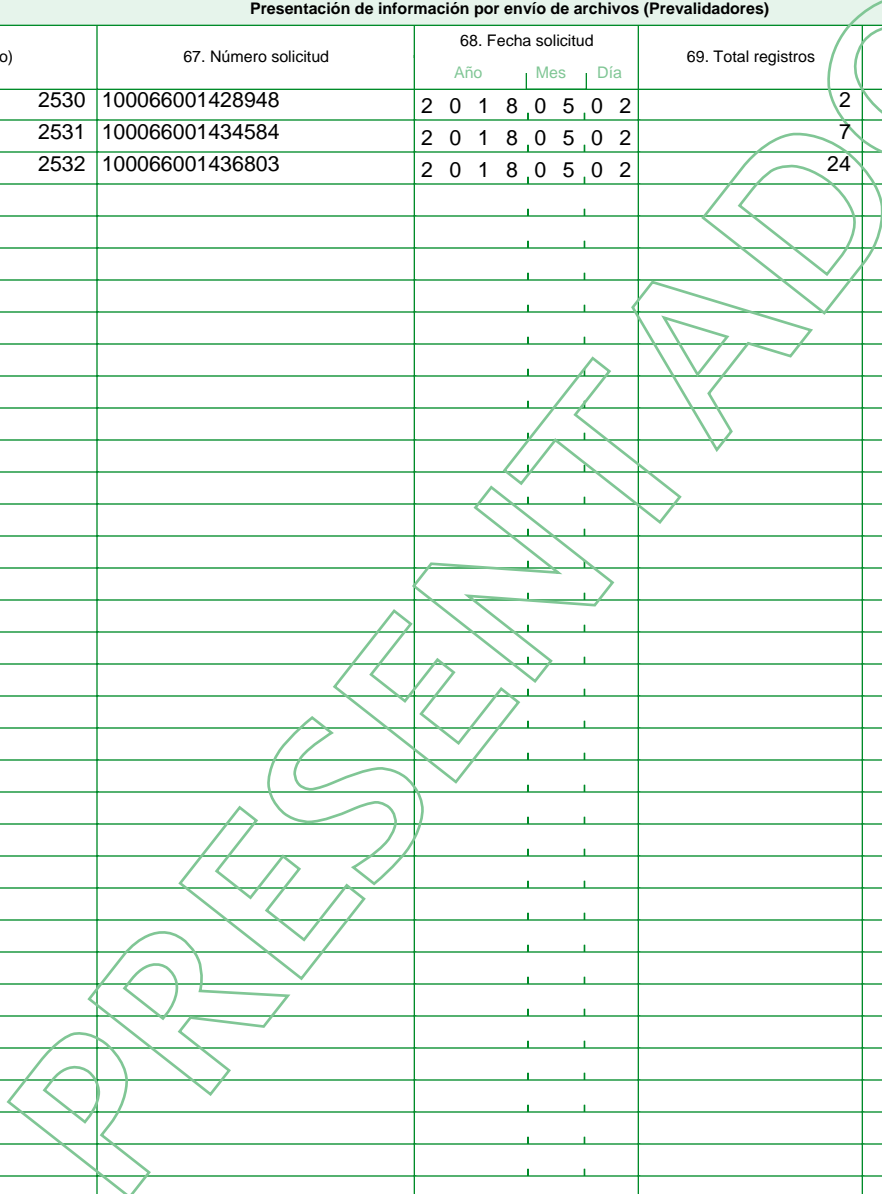 Presentación de información por envío de archivos (Prevalidadores)
o) 67. Número solicitud 68. Fecha solicitud 69. Total registros
Año Mes Día
2530 100066001428948 2 0 1 8 0 5 0 2 2
2531 100066001434584 2 0 1 8 0 5 0 2 7
2532 100066001436803 2 0 1 8 0 5 0 2 24
PRESENTADO